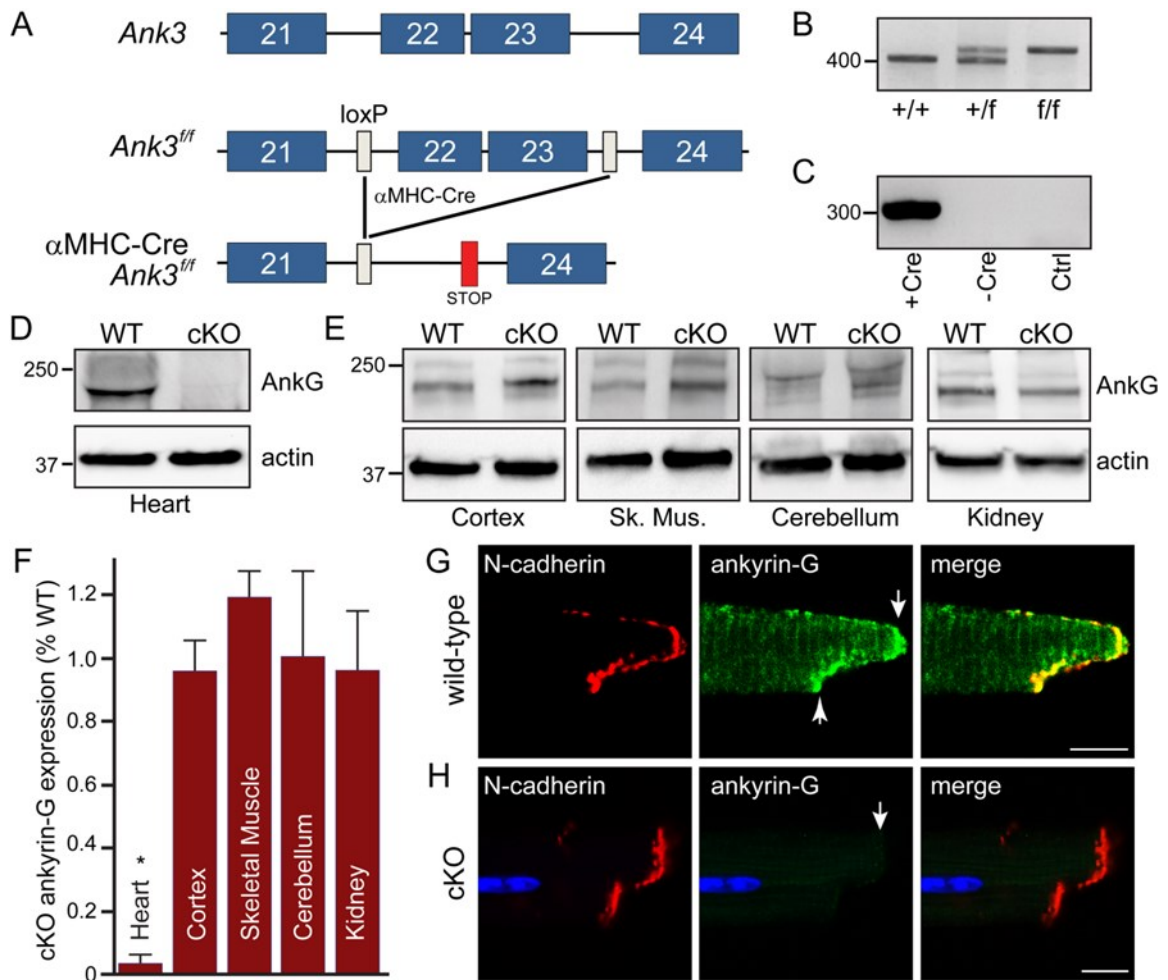 A
Ank3
21 22 23 24
loxP
Ank3f/f
21 22 23 24
αMHC-Cre
αMHC-Cre
Ank3f/f
21 24
STOP
B
400
+/+ +/f f/f
C
300
+Cre -Cre Ctrl
D
WT cKO
250
AnkG
37
actin
Heart
E
WT cKO WT cKO WT cKO WT cKO
250
AnkG
37
actin
Cortex Sk. Mus. Cerebellum Kidney
F
cKO ankyrin-G expression (% WT)
1.2
1.0
0.8
0.6
0.4
0.2
0
Heart *
Cortex
Skeletal Muscle
Cerebellum
Kidney
G
wild-type
N-cadherin ankyrin-G merge
H
cKO
N-cadherin ankyrin-G merge